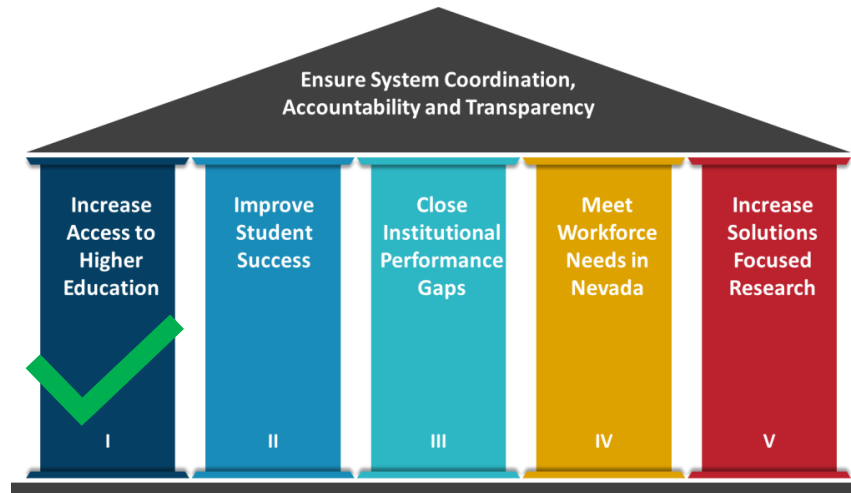 Ensure System Coordination,
Accountability and Transparency
Increase
Access to
Higher
Education
I
Improve
Student
Success
II
Close
Institutional
Performance
Gaps
III
Meet
Workforce
Needs in
Nevada
IV
Increase
Solutions
Focused
Research
V